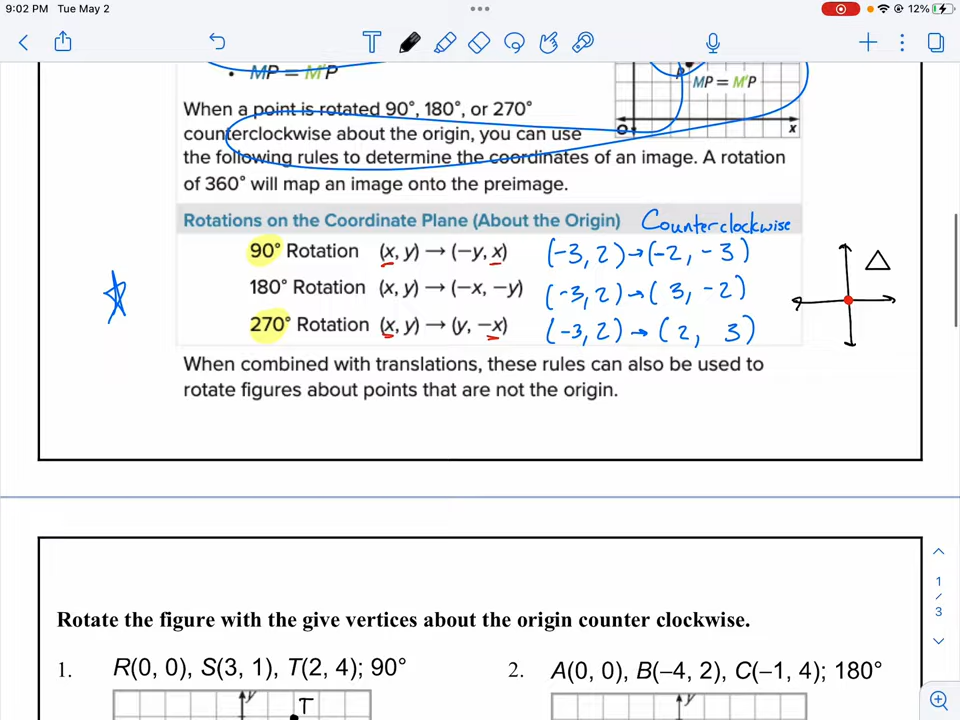 9:02 PM Tue May 2
12%
• MP = M'P
P
MP = M'P
O
x
When a point is rotated 90°, 180°, or 270°
counterclockwise about the origin, you can use
the following rules to determine the coordinates of an image. A rotation
of 360° will map an image onto the preimage.
Rotations on the Coordinate Plane (About the Origin) Counterclockwise
90° Rotation (x, y) → (−y, x) (-3, 2) → (-2, -3)
180° Rotation (x, y) → (−x, −y) (-3, 2) → (3, -2)
270° Rotation (x, y) → (y, −x) (-3, 2) → (2, 3)
When combined with translations, these rules can also be used to
rotate figures about points that are not the origin.
1
/
3
Rotate the figure with the give vertices about the origin counter clockwise.
1. R(0, 0), S(3, 1), T(2, 4); 90°
2. A(0, 0), B(−4, 2), C(−1, 4); 180°
y
T
y